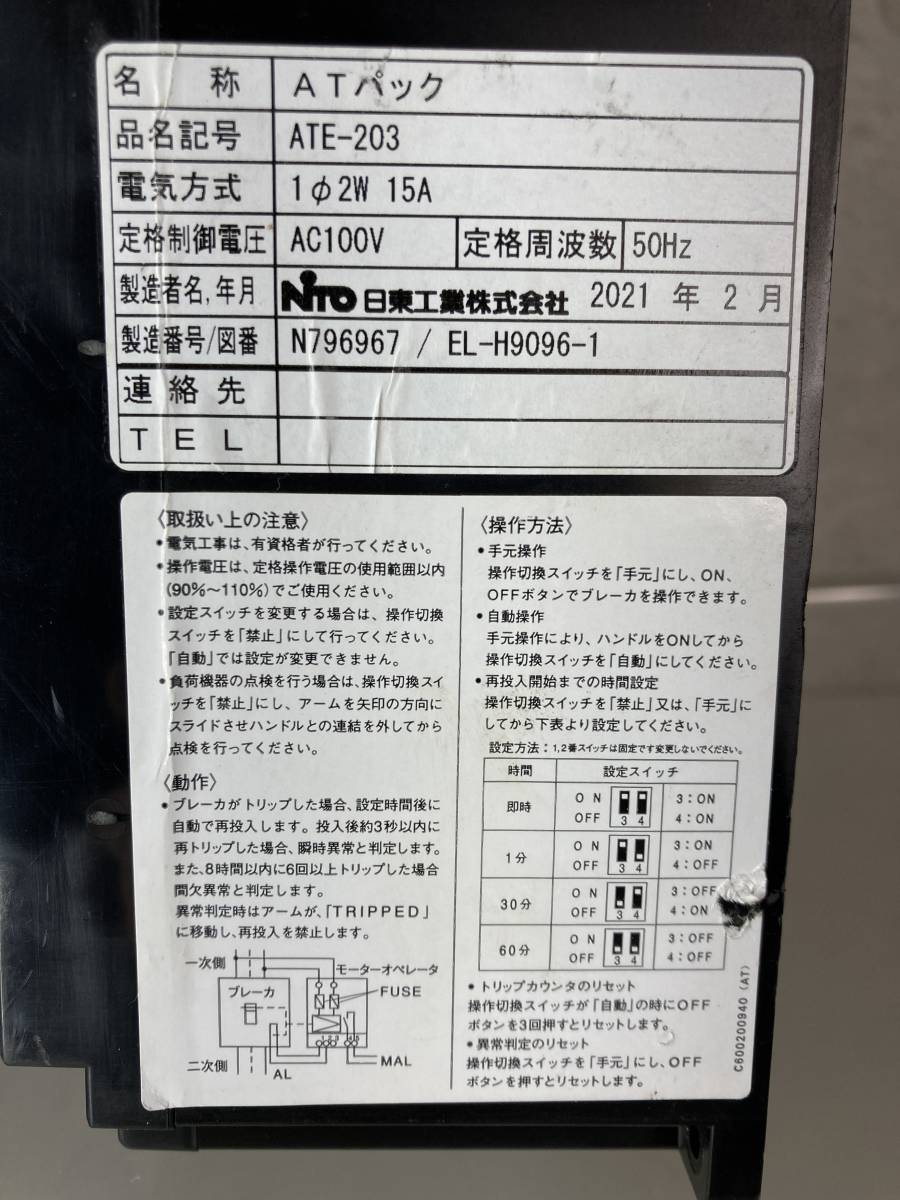 名称 ATパック
品名記号 ATE-203
電気方式 1φ2W 15A
定格制御電圧 AC100V 定格周波数 50Hz
製造者名,年月 NITO 日東工業株式会社 2021 年 2 月
製造番号/図番 N796967 / EL-H9096-1
連絡先
TEL
〈取扱い上の注意〉
•電気工事は、有資格者が行ってください。
•操作電圧は、定格操作電圧の使用範囲以内
(90%〜110%)でご使用ください。
•設定スイッチを変更する場合は、操作切換
スイッチを「禁止」にして行ってください。
「自動」では設定が変更できません。
•負荷機器の点検を行う場合は、操作切換スイ
ッチを「禁止」にし、アームを矢印の方向に
スライドさせハンドルとの連結を外してから
点検を行ってください。
〈動作〉
•ブレーカがトリップした場合、設定時間後に
自動で再投入します。投入後約3秒以内に
再トリップした場合、瞬時異常と判定します。
また、8時間以内に6回以上トリップした場合
間欠異常と判定します。
異常判定時はアームが、「TRIPPED」
に移動し、再投入を禁止します。
一次側
モーターオペレータ
ブレーカ
FUSE
二次側
AL
MAL
〈操作方法〉
•手元操作
操作切換スイッチを「手元」にし、ON、
OFFボタンでブレーカを操作できます。
•自動操作
手元操作により、ハンドルをONしてから
操作切換スイッチを「自動」にしてください。
•再投入開始までの時間設定
操作切換スイッチを「禁止」又は、「手元」に
してから下表より設定してください。
設定方法：1,2番スイッチは固定です変更しないでください。
時間 設定スイッチ
即時 ON OFF 3 4 3：ON 4：ON
1分 ON OFF 3 4 3：ON 4：OFF
30分 ON OFF 3 4 3：OFF 4：ON
60分 ON OFF 3 4 3：OFF 4：OFF
•トリップカウンタのリセット
操作切換スイッチが「自動」の時にOFF
ボタンを3回押すとリセットします。
•異常判定のリセット
操作切換スイッチを「手元」にし、OFF
ボタンを押すとリセットします。
C600200940 (AT)